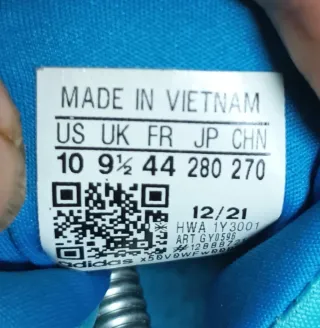 MADE IN VIETNAM
US UK FR JP CHN
10 9½ 44 280 270
12/21
HWA 1Y3001
ART
adidas